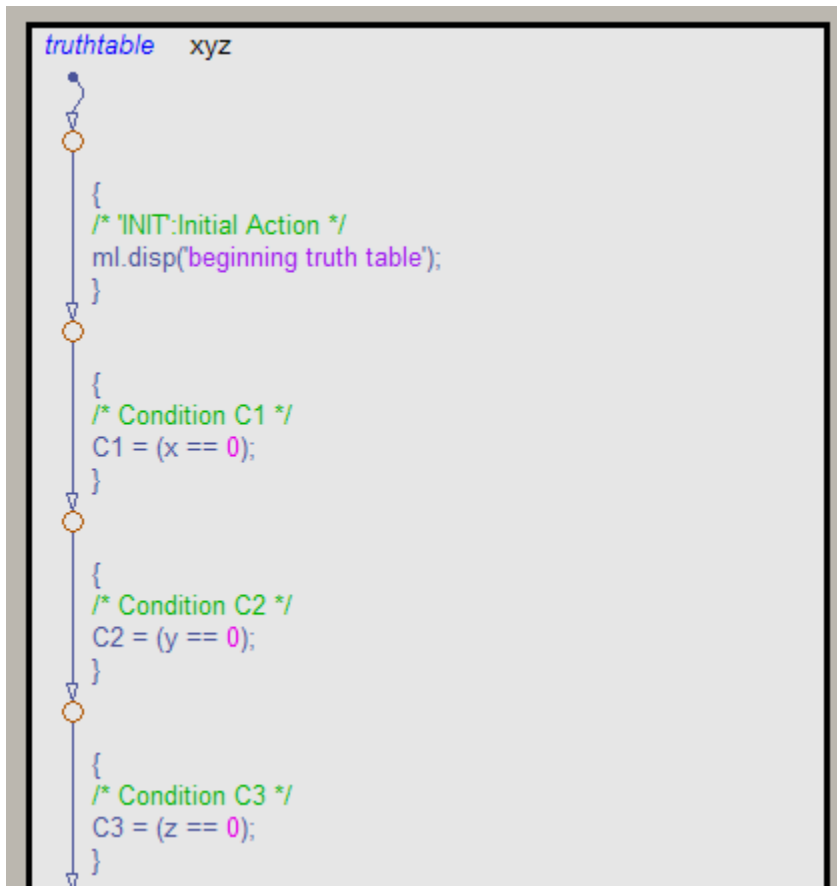 truthtable xyz
{
/* 'INIT':Initial Action */
ml.disp('beginning truth table');
}
{
/* Condition C1 */
C1 = (x == 0);
}
{
/* Condition C2 */
C2 = (y == 0);
}
{
/* Condition C3 */
C3 = (z == 0);
}